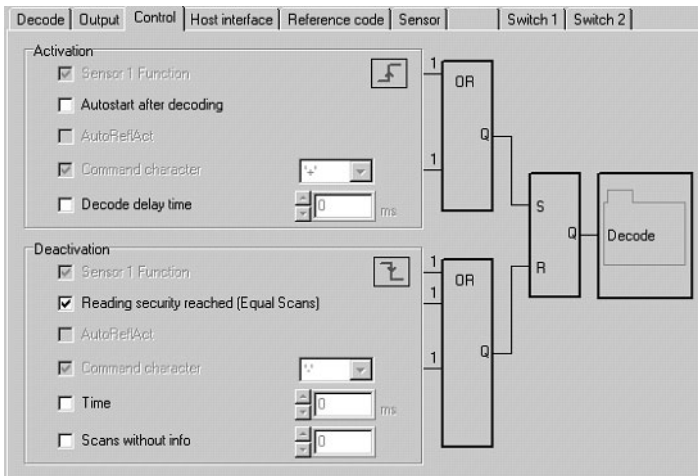 Decode Output Control Host interface Reference code Sensor Switch 1 Switch 2
Activation
Sensor 1 Function
Autostart after decoding
AutoReflAct
Command character '+'
Decode delay time 0 ms
Deactivation
Sensor 1 Function
Reading security reached (Equal Scans)
AutoReflAct
Command character '-'
Time 0 ms
Scans without info 0
1 OR
1 Q
1 OR
1
1 Q
S
R Q
Decode